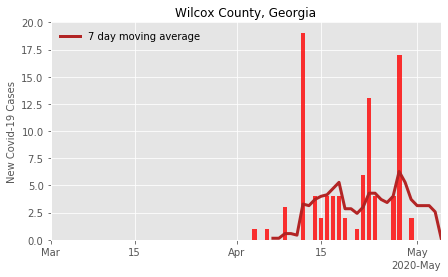 Wilcox County, Georgia
7 day moving average
New Covid-19 Cases
20.0
17.5
15.0
12.5
10.0
7.5
5.0
2.5
0.0
Mar
15
Apr
15
May
2020-May